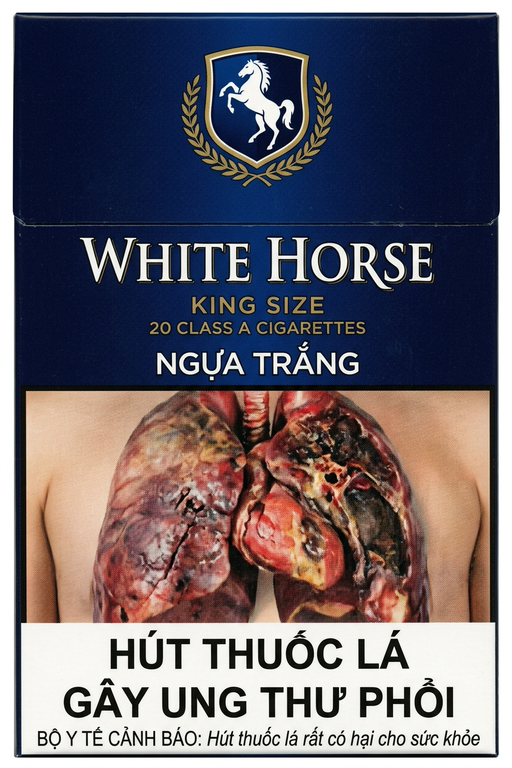 WHITE HORSE
KING SIZE
20 CLASS A CIGARETTES
NGỰA TRẮNG
HÚT THUỐC LÁ
GÂY UNG THƯ PHỔI
BỘ Y TẾ CẢNH BÁO: Hút thuốc lá rất có hại cho sức khỏe